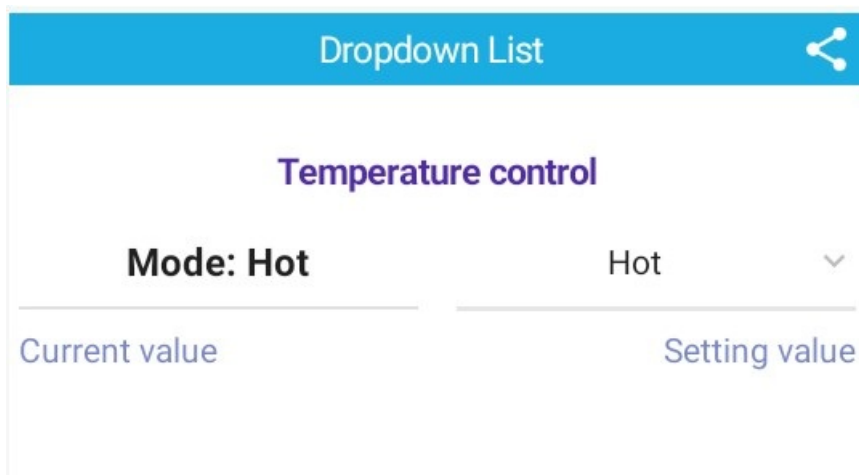 Dropdown List
Temperature control
Mode: Hot
Hot
Current value
Setting value